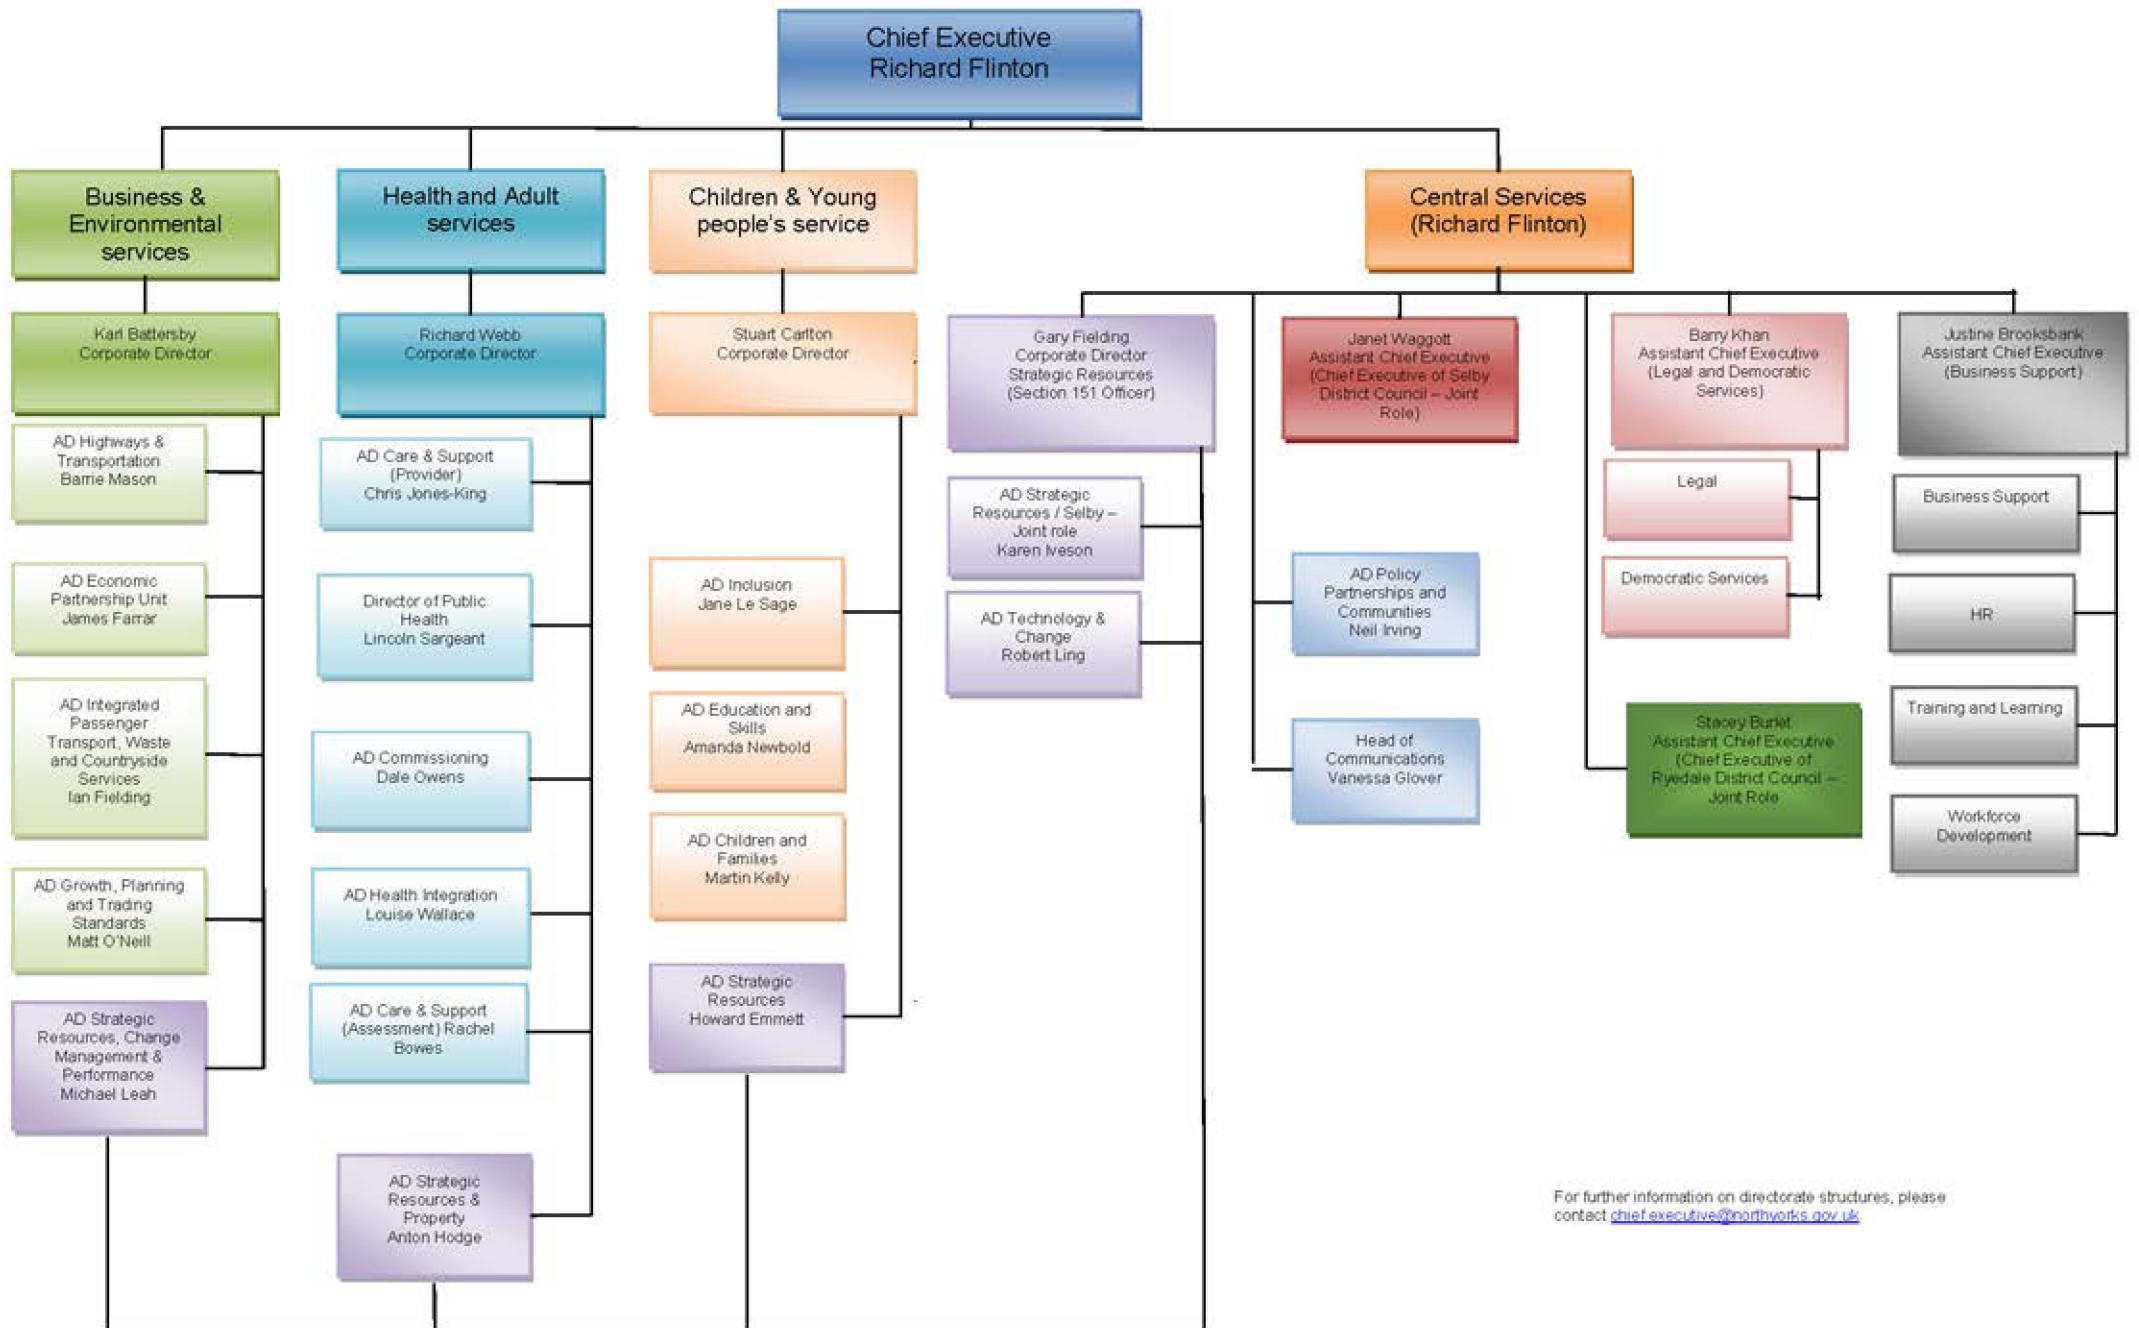 Chief Executive
Richard Flinton
Business &
Environmental
services
Health and Adult
services
Children & Young
people's service
Central Services
(Richard Flinton)
Karl Battersby
Corporate Director
Richard Webb
Corporate Director
Stuart Carlton
Corporate Director
Gary Fielding
Corporate Director
Strategic Resources
(Section 151 Officer)
Janet Waggott
Assistant Chief Executive
(Chief Executive of Selby
District Council – Joint
Role)
Barry Khan
Assistant Chief Executive
(Legal and Democratic
Services)
Justine Brooksbank
Assistant Chief Executive
(Business Support)
AD Highways &
Transportation
Barrie Mason
AD Economic
Partnership Unit
James Farrar
AD Integrated
Passenger
Transport, Waste
and Countryside
Services
Ian Fielding
AD Growth, Planning
and Trading
Standards
Matt O'Neill
AD Strategic
Resources, Change
Management &
Performance
Michael Leah
AD Care & Support
(Provider)
Chris Jones-King
Director of Public
Health
Lincoln Sargeant
AD Commissioning
Dale Owens
AD Health Integration
Louise Wallace
AD Care & Support
(Assessment) Rachel
Bowes
AD Strategic
Resources &
Property
Anton Hodge
AD Inclusion
Jane Le Sage
AD Education and
Skills
Amanda Newbold
AD Children and
Families
Martin Kelly
AD Strategic
Resources
Howard Emmett
AD Strategic
Resources / Selby –
Joint role
Karen Iveson
AD Technology &
Change
Robert Ling
AD Policy
Partnerships and
Communities
Neil Irving
Head of
Communications
Vanessa Glover
Legal
Democratic Services
Stacey Burlet
Assistant Chief Executive
(Chief Executive of
Ryedale District Council –
Joint Role
Business Support
HR
Training and Learning
Workforce
Development
For further information on directorate structures, please
contact chief.executive@northyorks.gov.uk